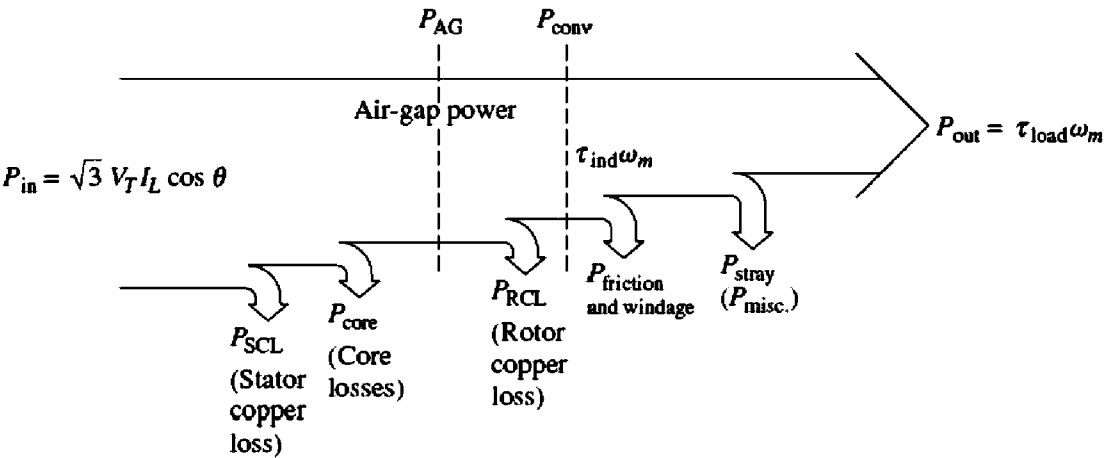 P_AG
P_conv
Air-gap power
P_out = τ_load ω_m
τ_ind ω_m
P_in = √3 V_T I_L cos θ
P_SCL
(Stator
copper
loss)
P_core
(Core
losses)
P_RCL
(Rotor
copper
loss)
P_friction
and windage
P_stray
(P_misc.)